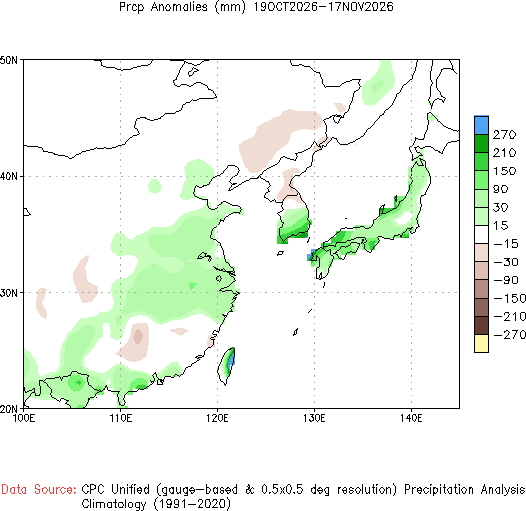 Prcp Anomalies (mm) 19OCT2026-17NOV2026
50N
40N
30N
20N
100E 110E 120E 130E 140E
270
210
150
90
30
15
-15
-30
-90
-150
-210
-270
Data Source: CPC Unified (gauge-based & 0.5x0.5 deg resolution) Precipitation Analysis
Climatology (1991-2020)